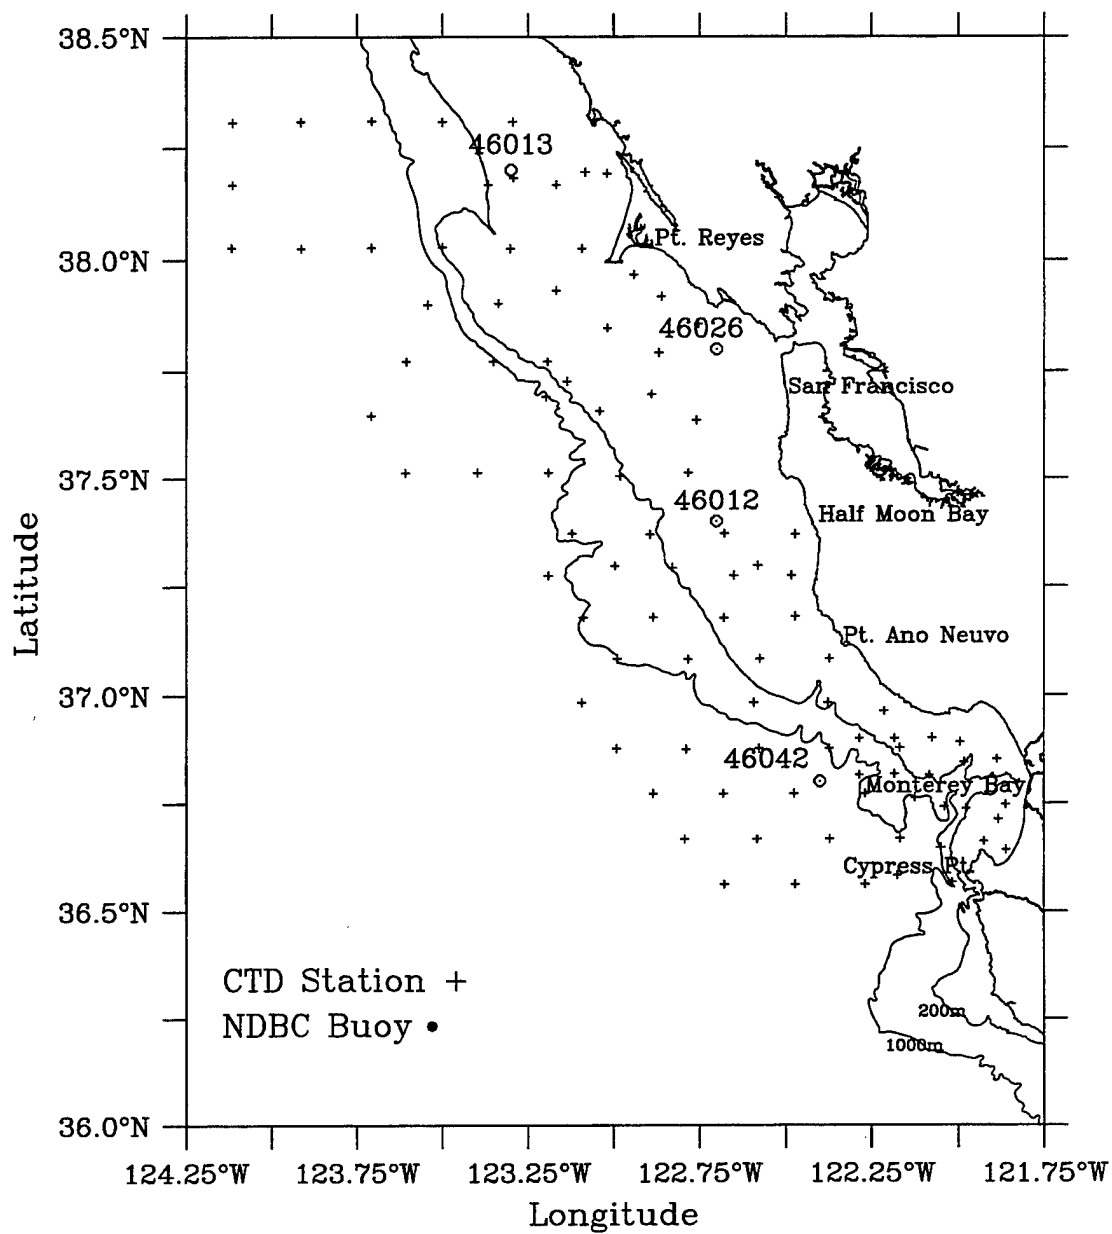 38.5°N
46013
Pt. Reyes
38.0°N
46026
San Francisco
37.5°N
46012
Half Moon Bay
Latitude
Pt. Ano Neuvo
37.0°N
46042
Monterey Bay
Cypress Pt.
36.5°N
CTD Station +
200m
NDBC Buoy •
1000m
36.0°N
124.25°W 123.75°W 123.25°W 122.75°W 122.25°W 121.75°W
Longitude